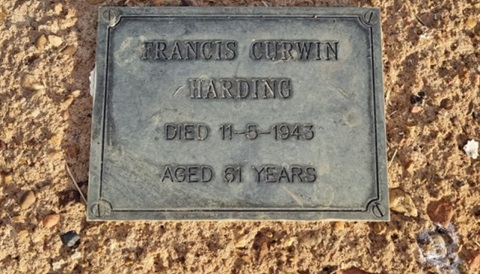 FRANCIS CURWIN
HARDING
DIED 11-5-1943
AGED 61 YEARS